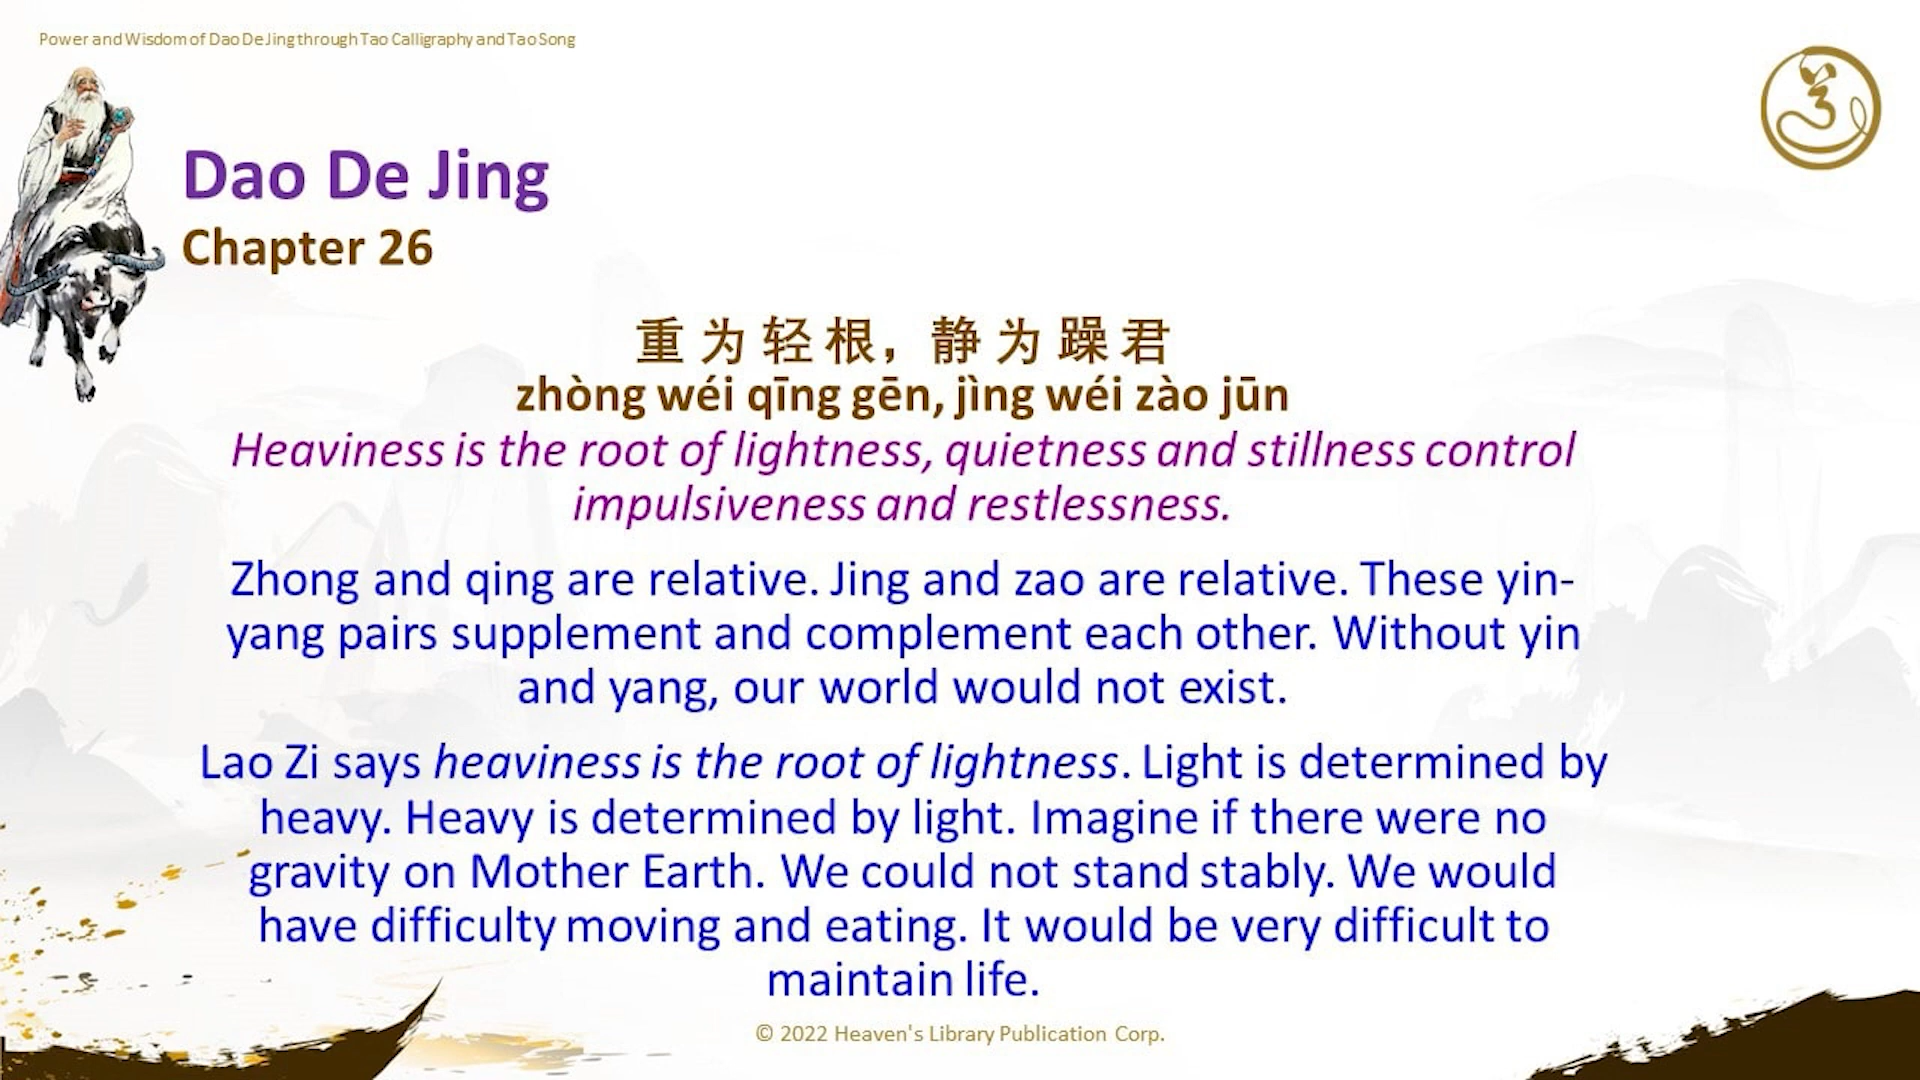 Power and Wisdom of Dao De Jing through Tao Calligraphy and Tao Song
Dao De Jing
Chapter 26
重为轻根，静为躁君
zhòng wéi qīng gēn, jìng wéi zào jūn
Heaviness is the root of lightness, quietness and stillness control
impulsiveness and restlessness.
Zhong and qing are relative. Jing and zao are relative. These yin-
yang pairs supplement and complement each other. Without yin
and yang, our world would not exist.
Lao Zi says heaviness is the root of lightness. Light is determined by
heavy. Heavy is determined by light. Imagine if there were no
gravity on Mother Earth. We could not stand stably. We would
have difficulty moving and eating. It would be very difficult to
maintain life.
© 2022 Heaven's Library Publication Corp.